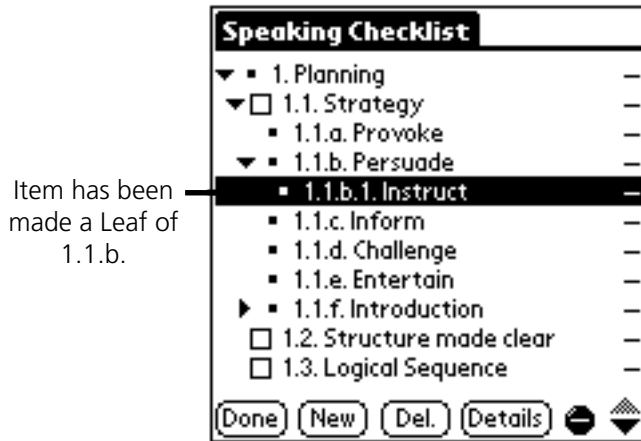 Speaking Checklist
1. Planning
1.1. Strategy
1.1.a. Provoke
1.1.b. Persuade
1.1.b.1. Instruct
1.1.c. Inform
1.1.d. Challenge
1.1.e. Entertain
1.1.f. Introduction
1.2. Structure made clear
1.3. Logical Sequence
Done New Del. Details
Item has been
made a Leaf of
1.1.b.